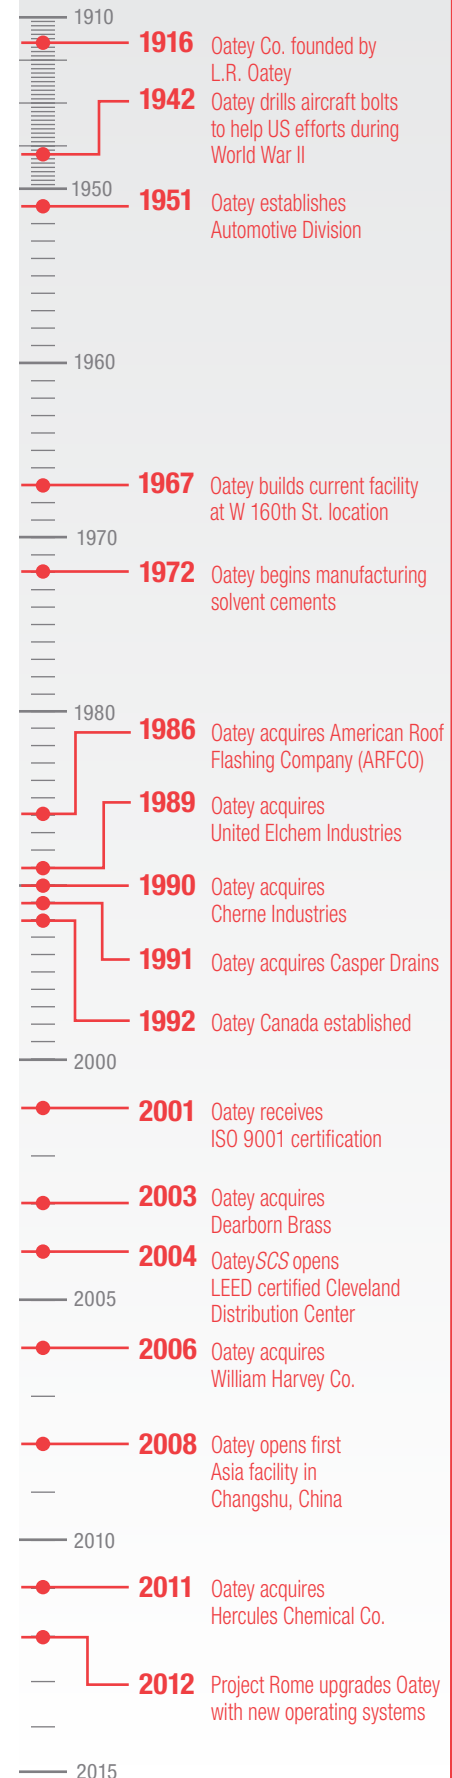 1910
1916 Oatey Co. founded by
L.R. Oatey
1942 Oatey drills aircraft bolts
to help US efforts during
World War II
1950
1951 Oatey establishes
Automotive Division
1960
1967 Oatey builds current facility
at W 160th St. location
1970
1972 Oatey begins manufacturing
solvent cements
1980
1986 Oatey acquires American Roof
Flashing Company (ARFCO)
1989 Oatey acquires
United Elchem Industries
1990 Oatey acquires
Cherne Industries
1991 Oatey acquires Casper Drains
1992 Oatey Canada established
2000
2001 Oatey receives
ISO 9001 certification
2003 Oatey acquires
Dearborn Brass
2004 OateySCS opens
LEED certified Cleveland
Distribution Center
2005
2006 Oatey acquires
William Harvey Co.
2008 Oatey opens first
Asia facility in
Changshu, China
2010
2011 Oatey acquires
Hercules Chemical Co.
2012 Project Rome upgrades Oatey
with new operating systems
2015